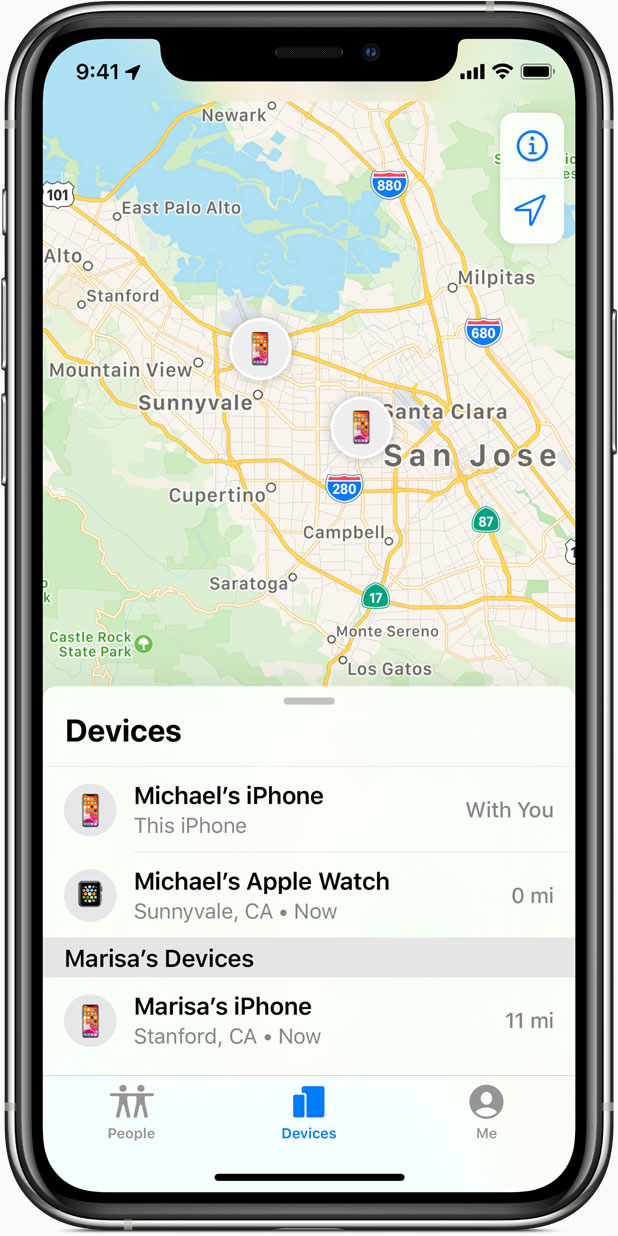 9:41
Newark
880
101
East Palo Alto
Alto
Stanford
Milpitas
680
Mountain View
Sunnyvale
Santa Clara
San Jose
Cupertino
280
87
Campbell
Saratoga
17
Monte Sereno
Castle Rock
State Park
Los Gatos
Devices
Michael’s iPhone
This iPhone
With You
Michael’s Apple Watch
Sunnyvale, CA • Now
0 mi
Marisa’s Devices
Marisa’s iPhone
Stanford, CA • Now
11 mi
People
Devices
Me